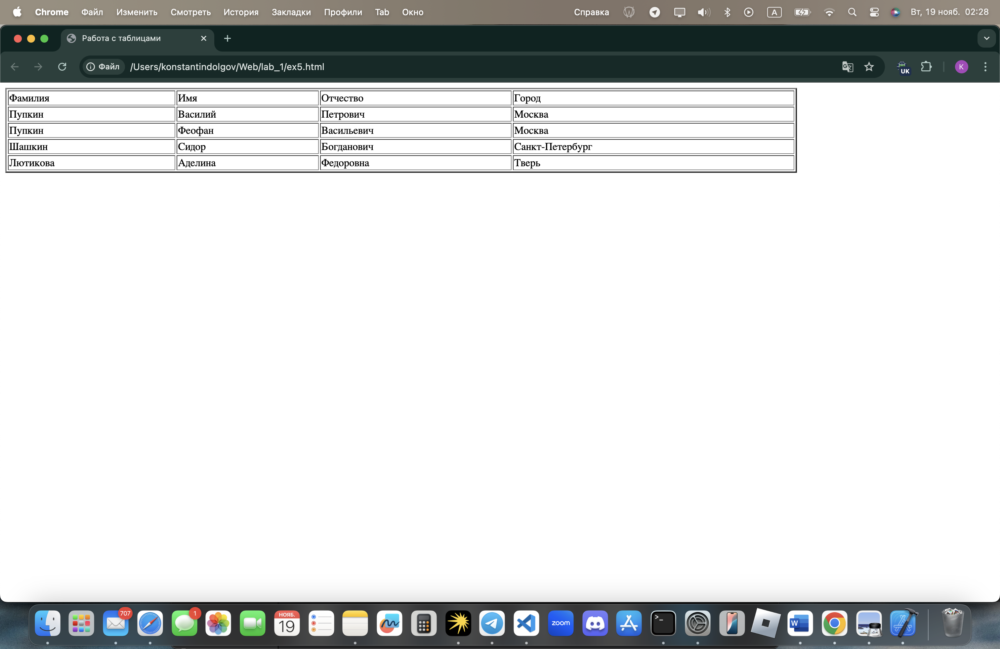 Chrome Файл Изменить Смотреть История Закладки Профили Tab Окно Справка A Вт, 19 нояб. 02:28
Работа с таблицами
Файл /Users/konstantindolgov/Web/lab_1/ex5.html UK K
Фамилия Имя Отчество Город
Пупкин Василий Петрович Москва
Пупкин Феофан Васильевич Москва
Шашкин Сидор Богданович Санкт-Петербург
Лютикова Аделина Федоровна Тверь
707 1 НОЯБ. 19 zoom >_ W